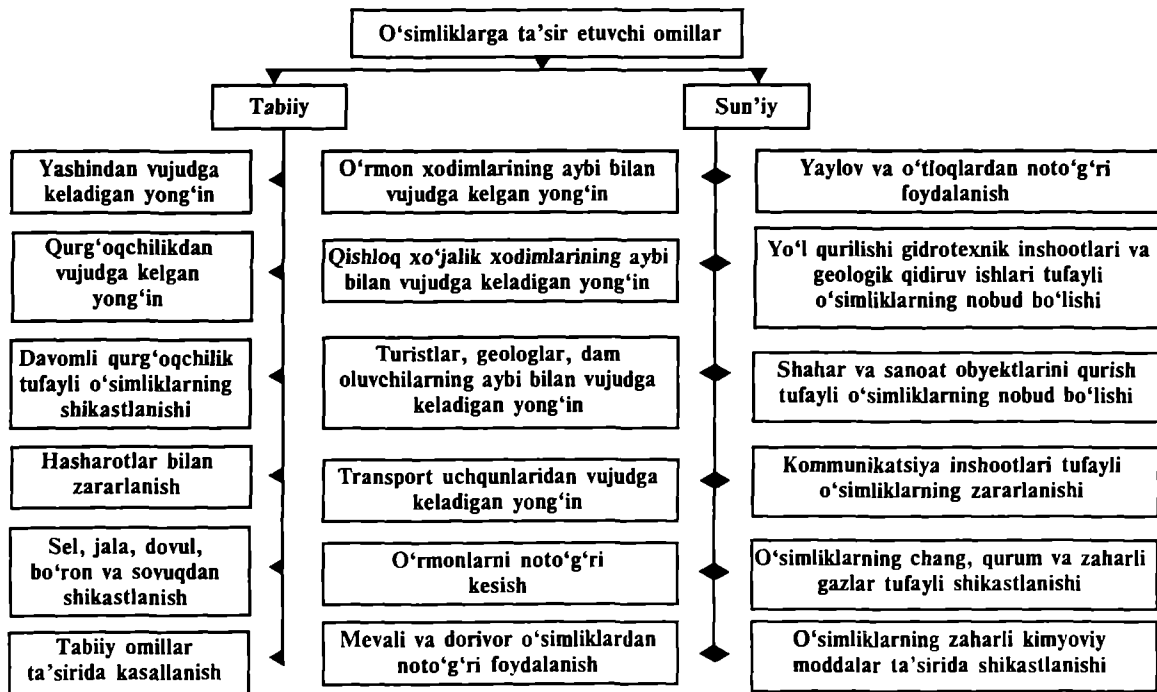 O‘simliklarga ta’sir etuvchi omillar
Tabiiy
Sun’iy
Yashindan vujudga
keladigan yong‘in
Qurg‘oqchilikdan
vujudga kelgan
yong‘in
Davomli qurg‘oqchilik
tufayli o‘simliklarning
shikastlanishi
Hasharotlar bilan
zararlanish
Sel, jala, dovul,
bo‘ron va sovuqdan
shikastlanish
Tabiiy omillar
ta’sirida kasallanish
O‘rmon xodimlarining aybi bilan
vujudga kelgan yong‘in
Qishloq xo‘jalik xodimlarining aybi
bilan vujudga keladigan yong‘in
Turistlar, geologlar, dam
oluvchilarning aybi bilan vujudga
keladigan yong‘in
Transport uchqunlaridan vujudga
keladigan yong‘in
O‘rmonlarni noto‘g‘ri
kesish
Mevali va dorivor o‘simliklardan
noto‘g‘ri foydalanish
Yaylov va o‘tloqlardan noto‘g‘ri
foydalanish
Yo‘l qurilishi gidrotexnik inshootlari va
geologik qidiruv ishlari tufayli
o‘simliklarning nobud bo‘lishi
Shahar va sanoat obyektlarini qurish
tufayli o‘simliklarning nobud bo‘lishi
Kommunikatsiya inshootlari tufayli
o‘simliklarning zararlanishi
O‘simliklarning chang, qurum va zaharli
gazlar tufayli shikastlanishi
O‘simliklarning zaharli kimyoviy
moddalar ta’sirida shikastlanishi